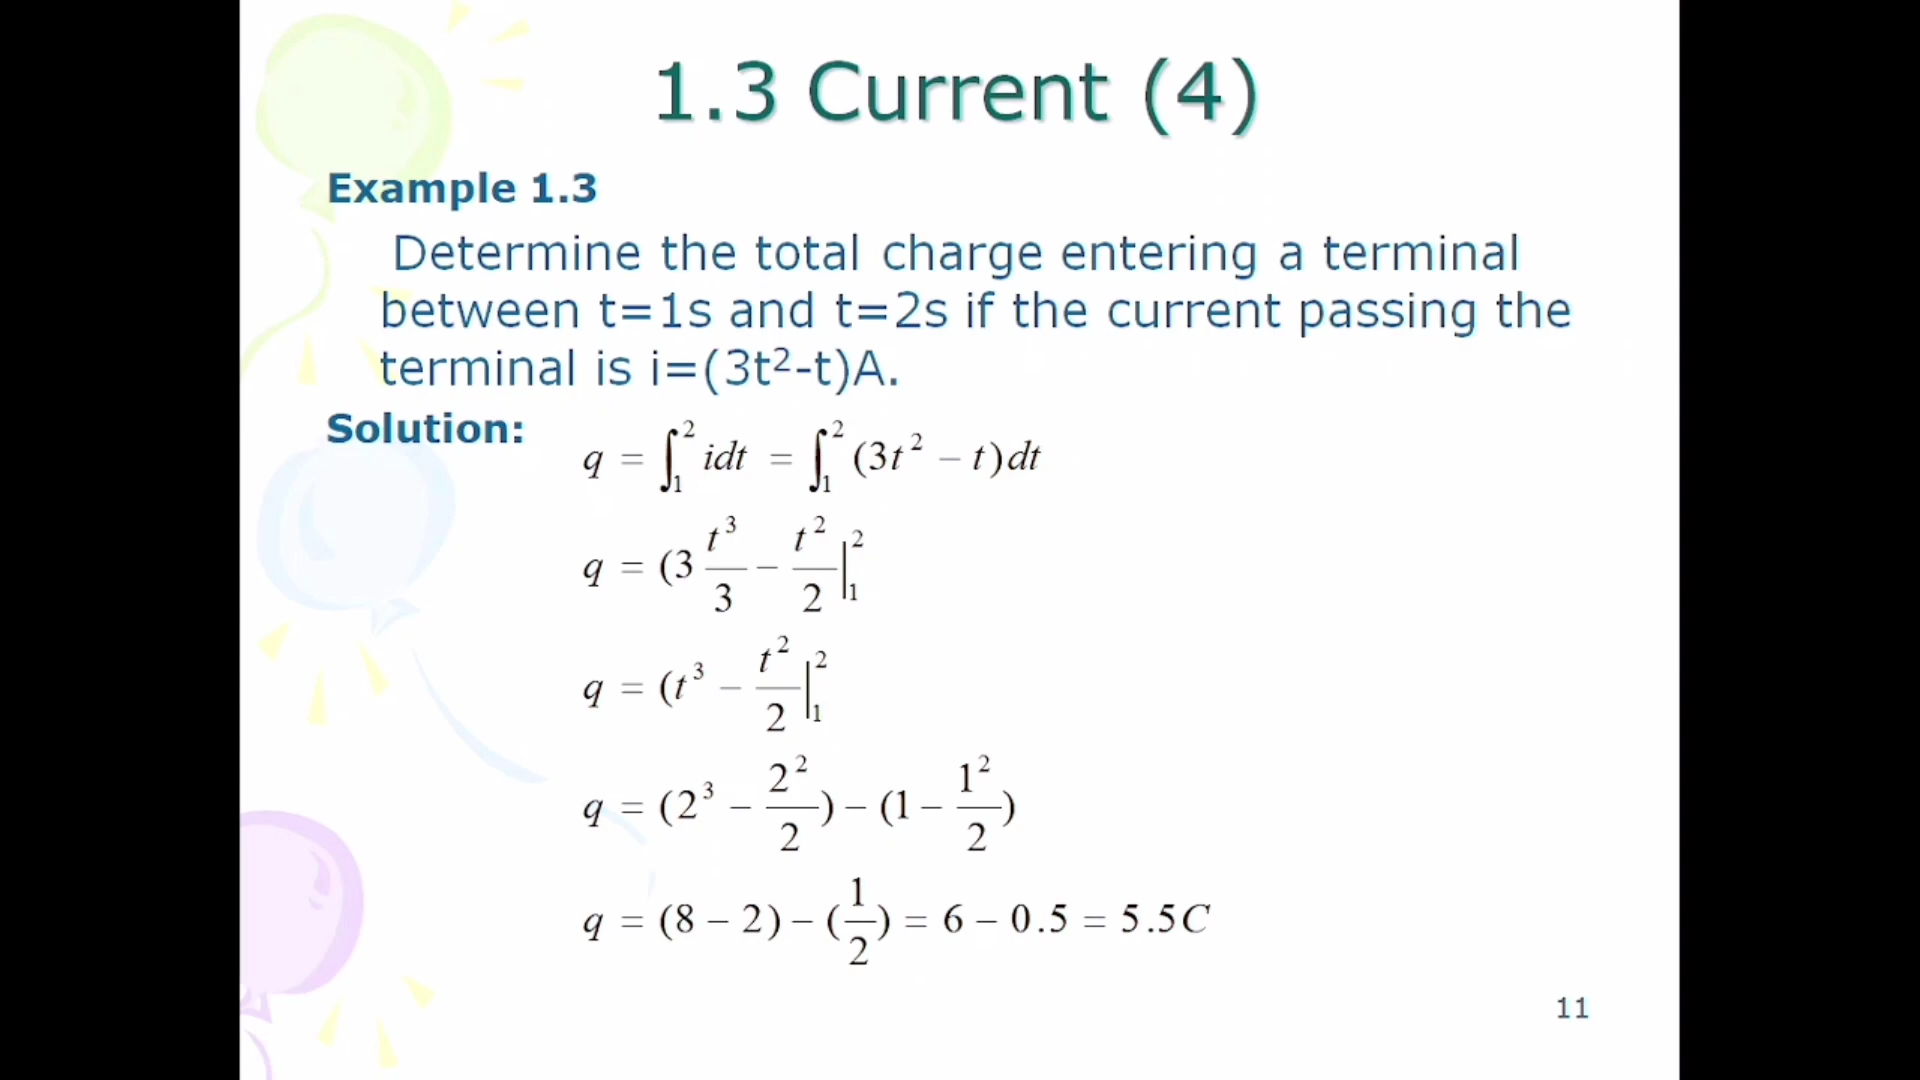 1.3 Current (4)
Example 1.3
Determine the total charge entering a terminal
between t=1s and t=2s if the current passing the
terminal is i=(3t²-t)A.
Solution:
q = ∫₁² idt = ∫₁² (3t² − t)dt
q = (3 t³/3 − t²/2 |₁²
q = (t³ − t²/2 |₁²
q = (2³ − 2²/2) − (1 − 1²/2)
q = (8 − 2) − (1/2) = 6 − 0.5 = 5.5C
11